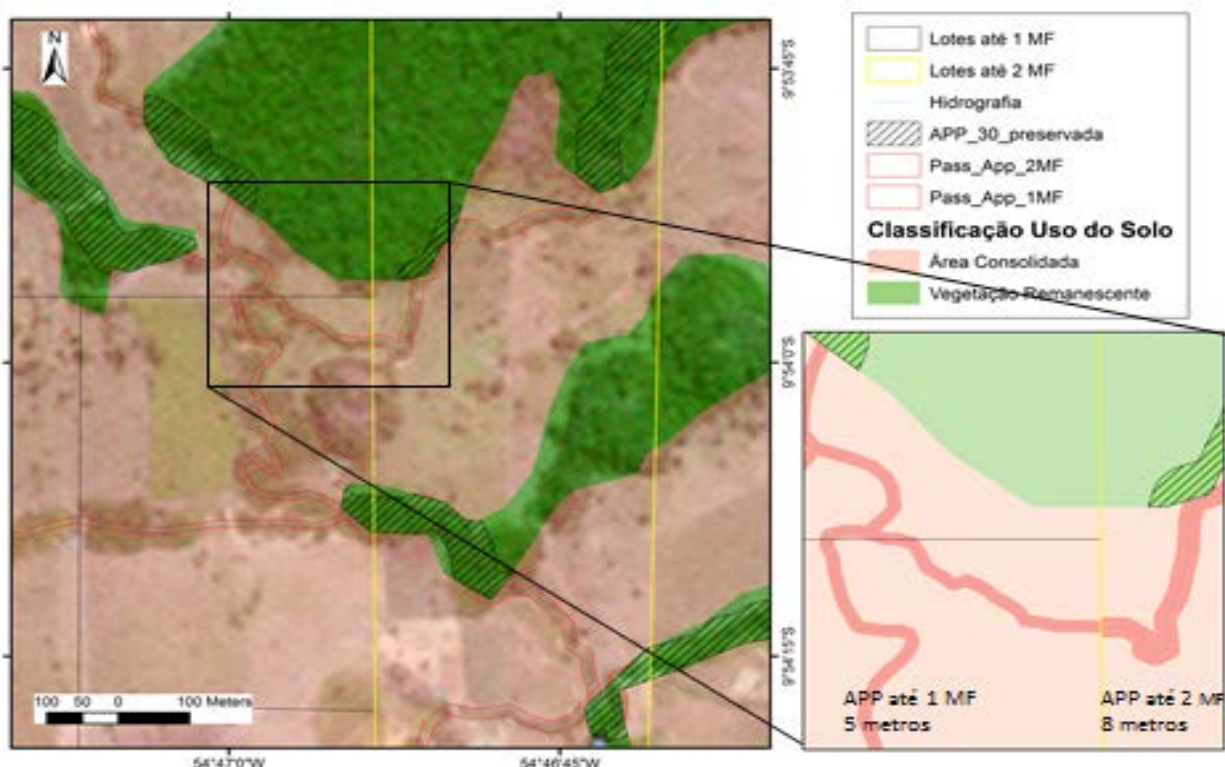 N
Lotes até 1 MF
Lotes até 2 MF
Hidrografia
APP_30_preservada
Pass_App_2MF
Pass_App_1MF
Classificação Uso do Solo
Área Consolidada
Vegetação Remanescente
9°53'45"S
9°54'0"S
9°54'15"S
100 50 0 100 Meters
54°47'0"W
54°46'45"W
APP até 1 MF
5 metros
APP até 2 MF
8 metros